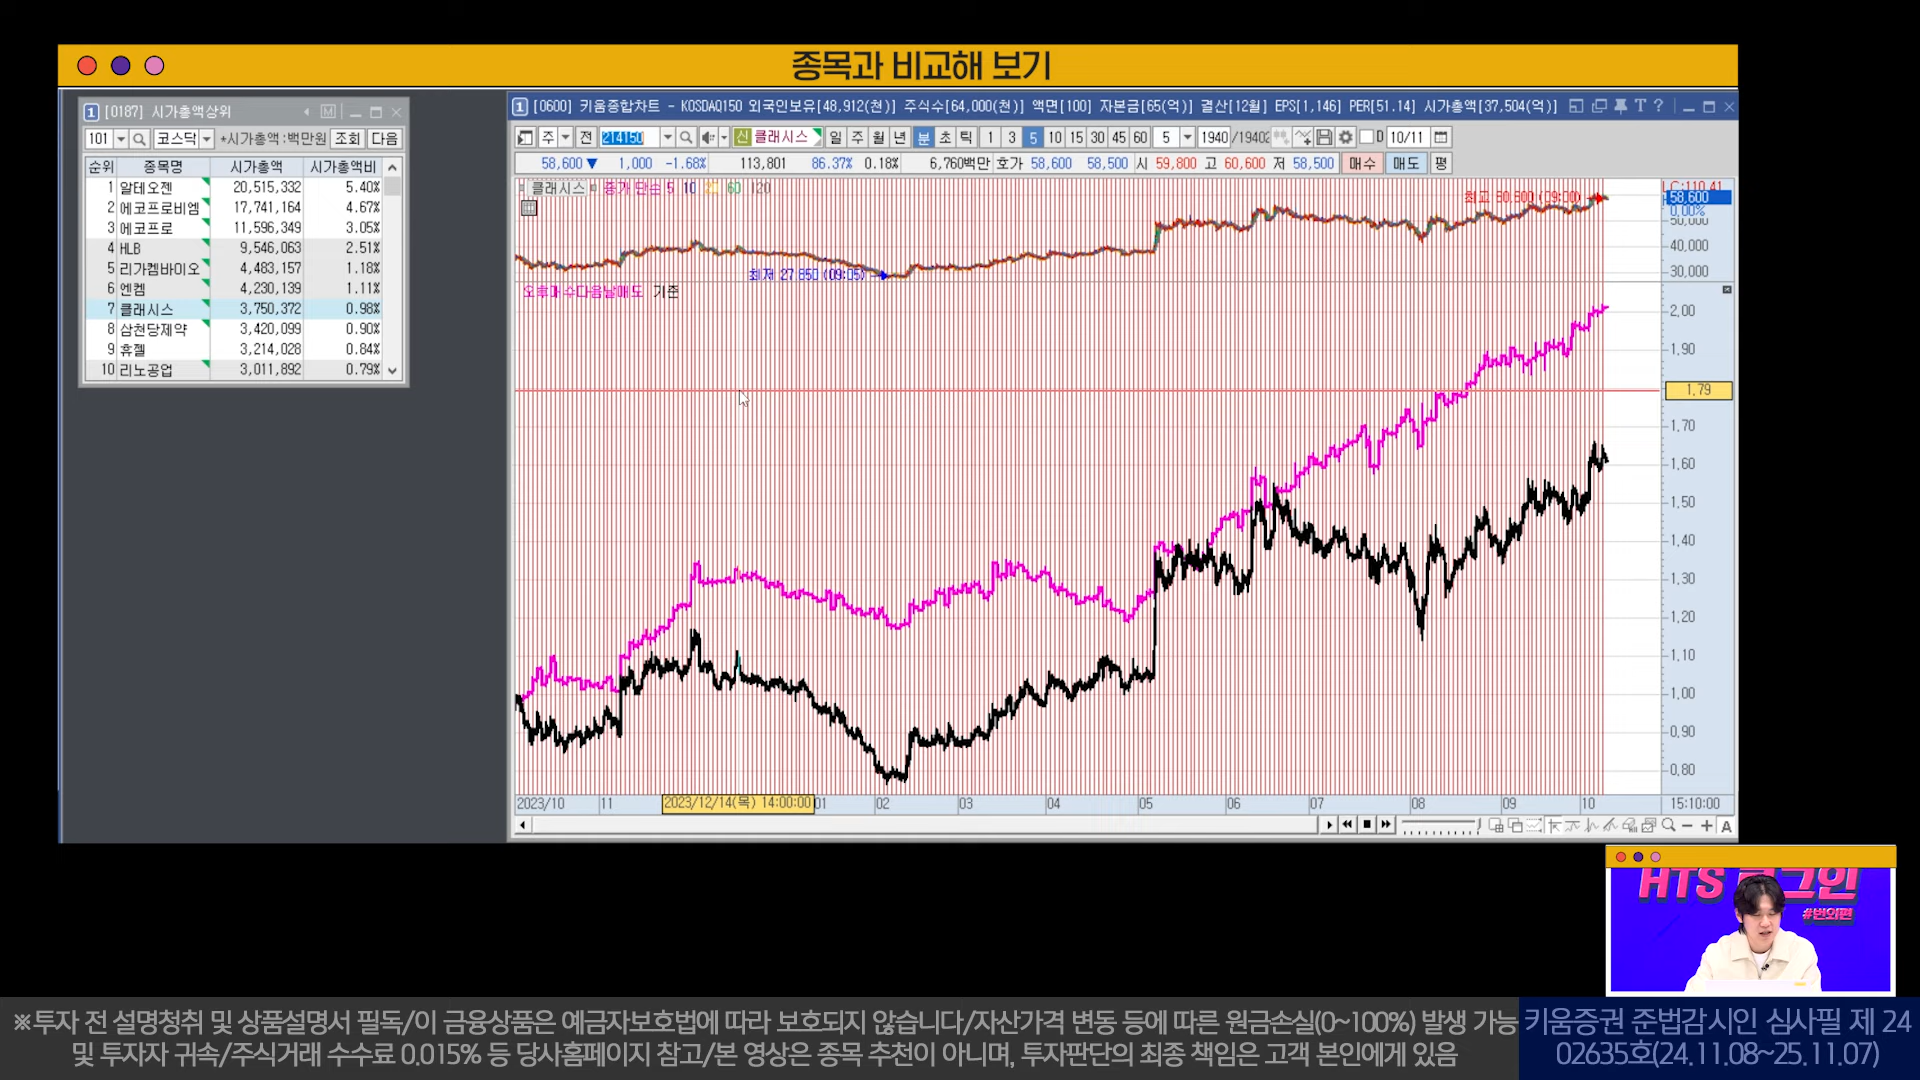 종목과 비교해 보기
1 [0187] 시가총액상위
101 코스닥 *시가총액:백만원 조회 다음
순위 종목명 시가총액 시가총액비
1 알테오젠 20,515,332 5.40%
2 에코프로비엠 17,741,164 4.67%
3 에코프로 11,596,349 3.05%
4 HLB 9,546,063 2.51%
5 리가켐바이오 4,483,157 1.18%
6 엔켐 4,230,139 1.11%
7 클래시스 3,750,372 0.98%
8 삼천당제약 3,420,099 0.90%
9 휴젤 3,214,028 0.84%
10 리노공업 3,011,892 0.79%
1 [0600] 키움종합차트 - KOSDAQ150 외국인보유[48,912(천)] 주식수[64,000(천)] 액면[100] 자본금[65(억)] 결산[12월] EPS[1,146] PER[51.14] 시가총액[37,504(억)] T ?
주 전 214150 신 클래시스 일 주 월 년 분 초 틱 1 3 5 10 15 30 45 60 5 1940 /19402 D 10/11
58,600 ▼ 1,000 -1.68% 113,801 86.37% 0.18% 6,760백만 호가 58,600 58,500 시 59,800 고 60,600 저 58,500 매수 매도 평
클래시스 종가 단순 5 10 20 60 120
최고 60,800 (09:00)
LC:110.41
58,600
0.00%
50,000
40,000
30,000
최저 27,850 (09:05)
오후매수다음날매도 기준
2.00
1.90
1.79
1.70
1.60
1.50
1.40
1.30
1.20
1.10
1.00
0.90
0.80
2023/10 11 2023/12/14(목) 14:00:00 01 02 03 04 05 06 07 08 09 10 15:10:00
A
#번외편
※투자 전 설명청취 및 상품설명서 필독/이 금융상품은 예금자보호법에 따라 보호되지 않습니다/자산가격 변동 등에 따른 원금손실(0~100%) 발생 가능
및 투자자 귀속/주식거래 수수료 0.015% 등 당사홈페이지 참고/본 영상은 종목 추천이 아니며, 투자판단의 최종 책임은 고객 본인에게 있음
키움증권 준법감시인 심사필 제 24
02635호(24.11.08~25.11.07)